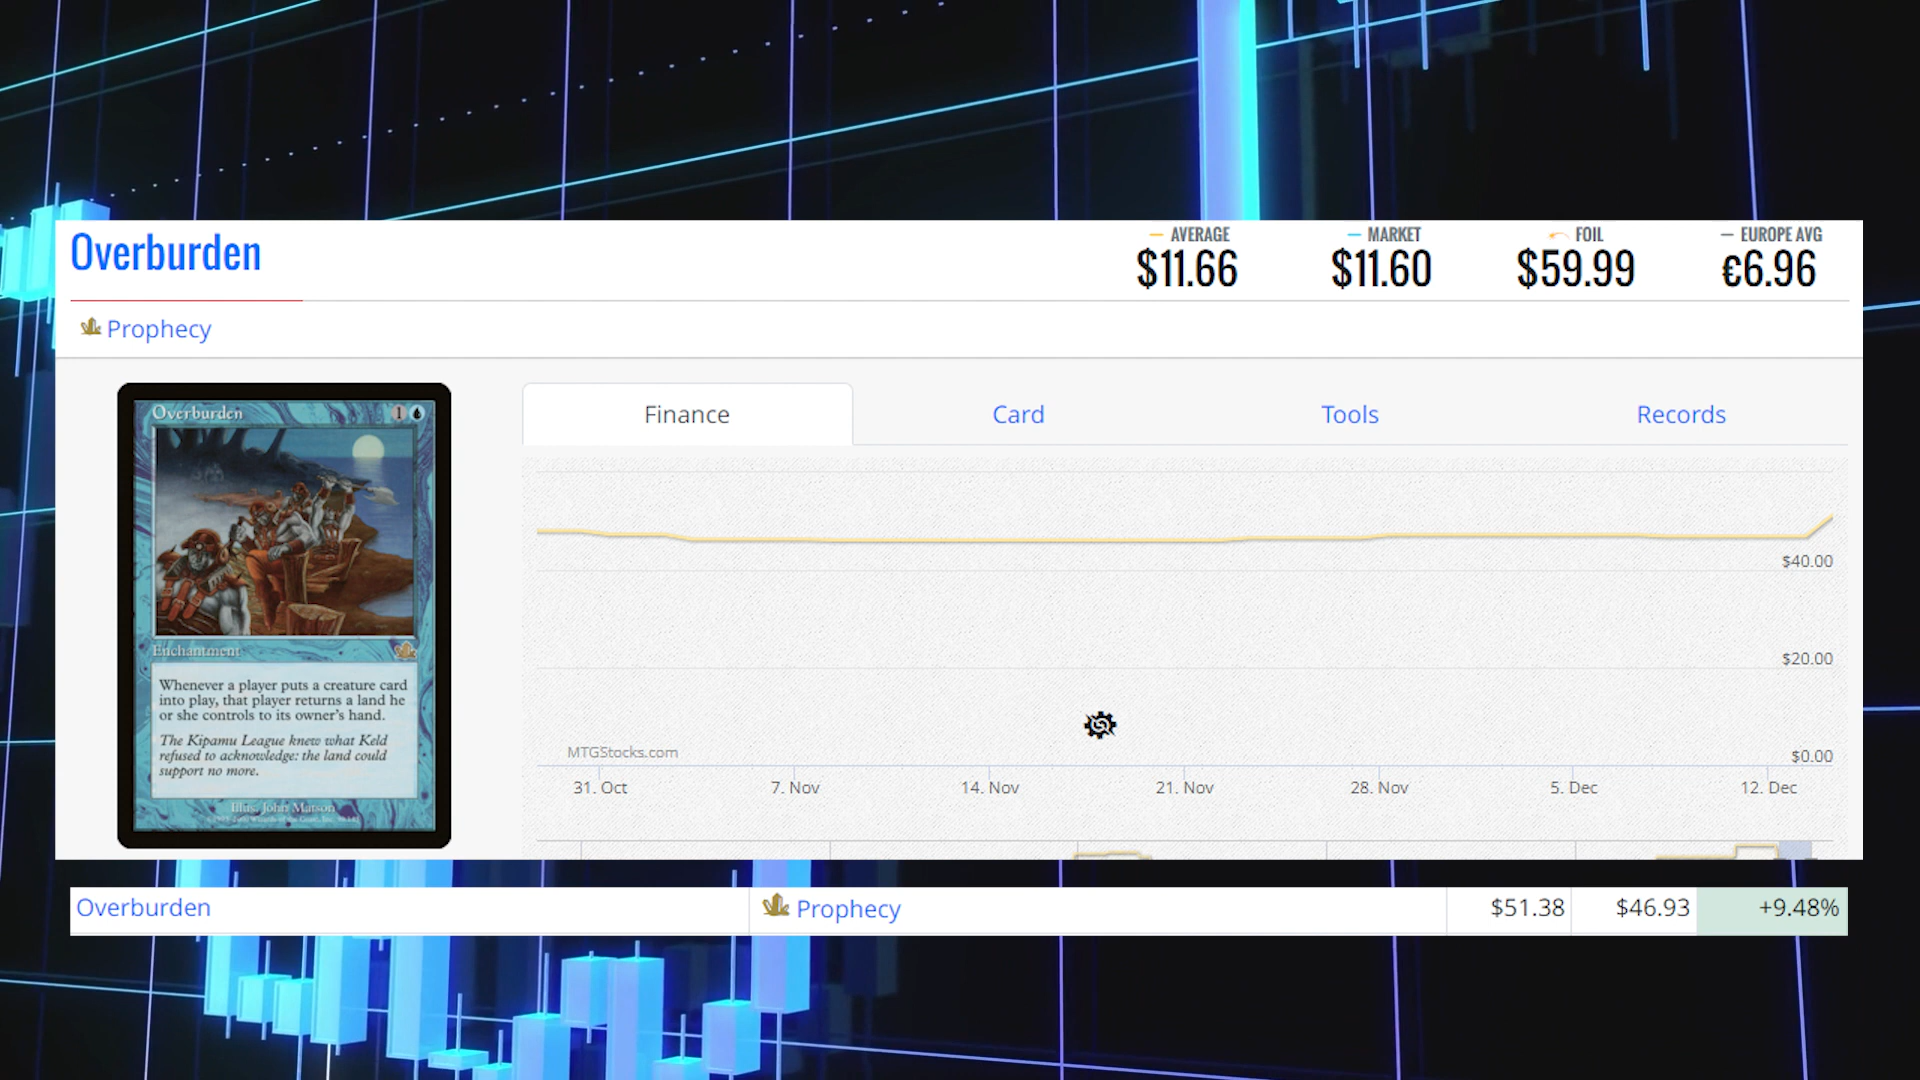 Overburden
AVERAGE
$11.66
MARKET
$11.60
FOIL
$59.99
EUROPE AVG
€6.96
Prophecy
Overburden
1
Enchantment
Whenever a player puts a creature card
into play, that player returns a land he
or she controls to its owner's hand.
The Kipamu League knew what Keld
refused to acknowledge: the land could
support no more.
Illus. John Matson
Finance
Card
Tools
Records
$40.00
$20.00
$0.00
MTGStocks.com
31. Oct
7. Nov
14. Nov
21. Nov
28. Nov
5. Dec
12. Dec
Overburden
Prophecy
$51.38
$46.93
+9.48%